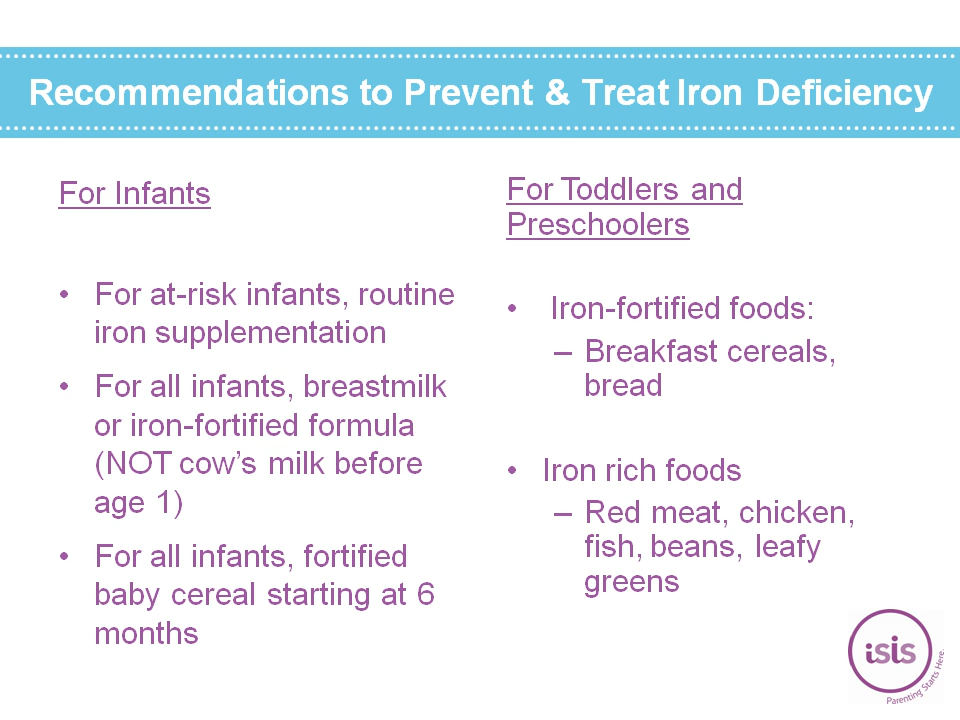 Recommendations to Prevent & Treat Iron Deficiency
For Infants
• For at-risk infants, routine
iron supplementation
• For all infants, breastmilk
or iron-fortified formula
(NOT cow’s milk before
age 1)
• For all infants, fortified
baby cereal starting at 6
months
For Toddlers and
Preschoolers
• Iron-fortified foods:
– Breakfast cereals,
bread
• Iron rich foods
– Red meat, chicken,
fish, beans, leafy
greens
isis
Parenting Starts Here.